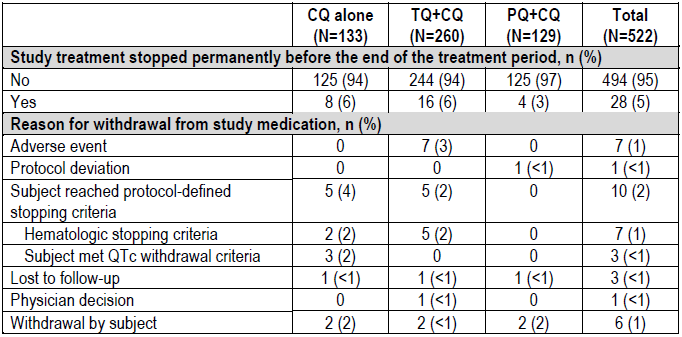 CQ alone (N=133) TQ+CQ (N=260) PQ+CQ (N=129) Total (N=522)
Study treatment stopped permanently before the end of the treatment period, n (%)
No 125 (94) 244 (94) 125 (97) 494 (95)
Yes 8 (6) 16 (6) 4 (3) 28 (5)
Reason for withdrawal from study medication, n (%)
Adverse event 0 7 (3) 0 7 (1)
Protocol deviation 0 0 1 (<1) 1 (<1)
Subject reached protocol-defined stopping criteria 5 (4) 5 (2) 0 10 (2)
Hematologic stopping criteria 2 (2) 5 (2) 0 7 (1)
Subject met QTc withdrawal criteria 3 (2) 0 0 3 (<1)
Lost to follow-up 1 (<1) 1 (<1) 1 (<1) 3 (<1)
Physician decision 0 1 (<1) 0 1 (<1)
Withdrawal by subject 2 (2) 2 (<1) 2 (2) 6 (1)